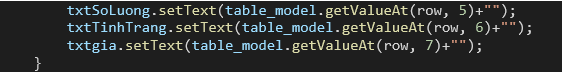 txtSoLuong.setText(table_model.getValueAt(row, 5)+"");
txtTinhTrang.setText(table_model.getValueAt(row, 6)+"");
txtgia.setText(table_model.getValueAt(row, 7)+"");
}